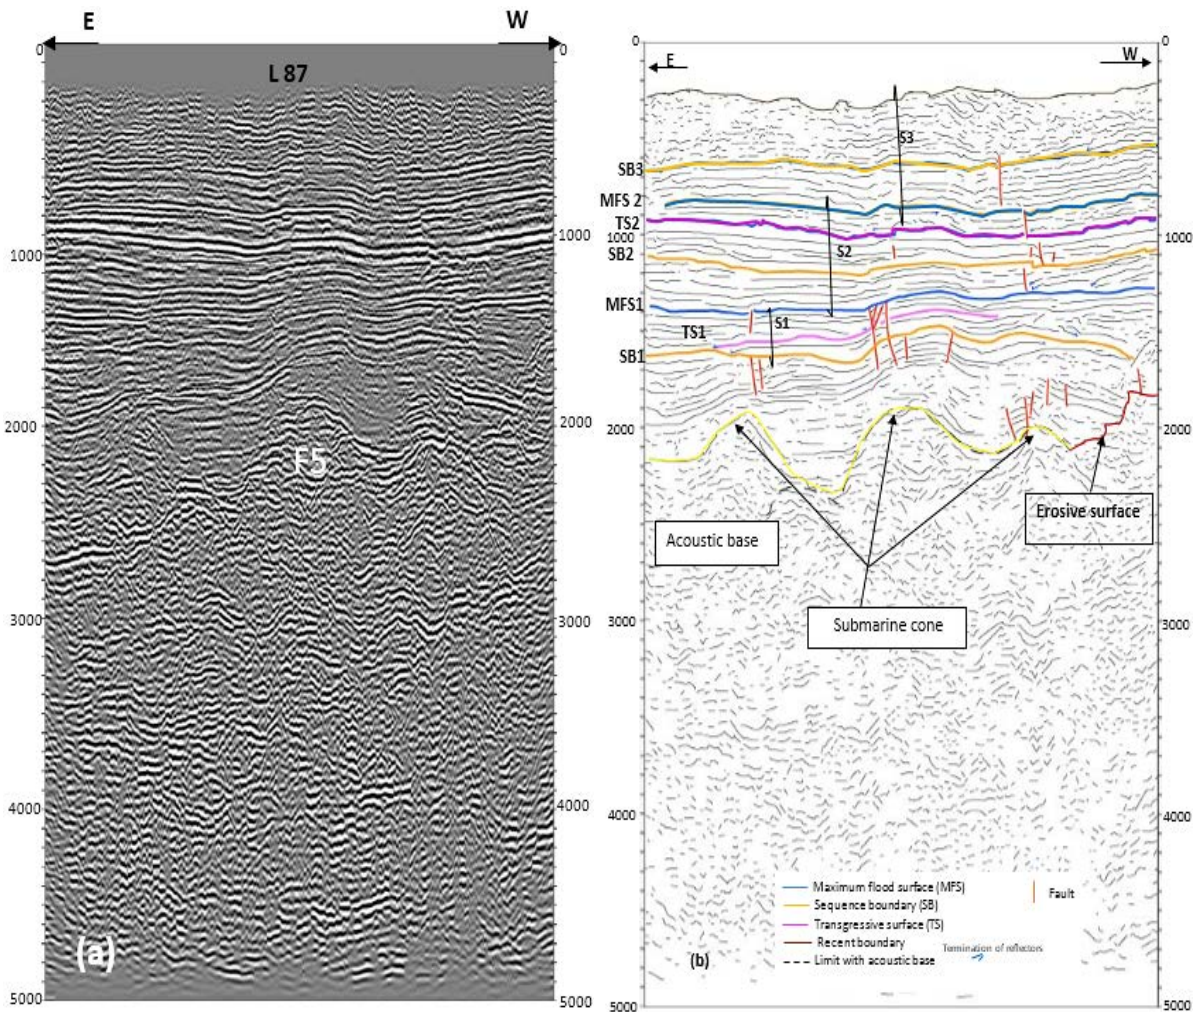 E
W
0
0
L 87
1000
1000
2000
2000
F5
3000
3000
4000
4000
(a)
5000
5000
0
0
E
W
S3
SB3
MFS 2
TS2
1000
1000
SB2
S2
MFS1
S1
TS1
SB1
2000
2000
Erosive surface
Acoustic base
Submarine cone
3000
3000
4000
4000
Maximum flood surface (MFS)
Fault
Sequence boundary (SB)
Transgressive surface (TS)
Recent boundary
Termination of reflectors
Limit with acoustic base
(b)
5000
5000